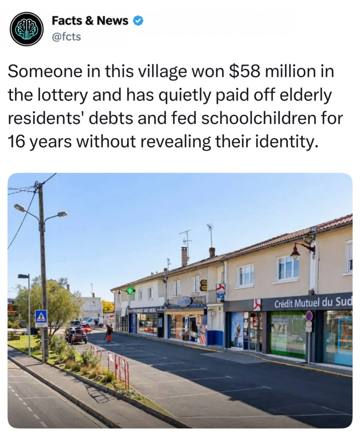 Facts & News
@fcts
Someone in this village won $58 million in
the lottery and has quietly paid off elderly
residents' debts and fed schoolchildren for
16 years without revealing their identity.
Crédit Mutuel du Sud